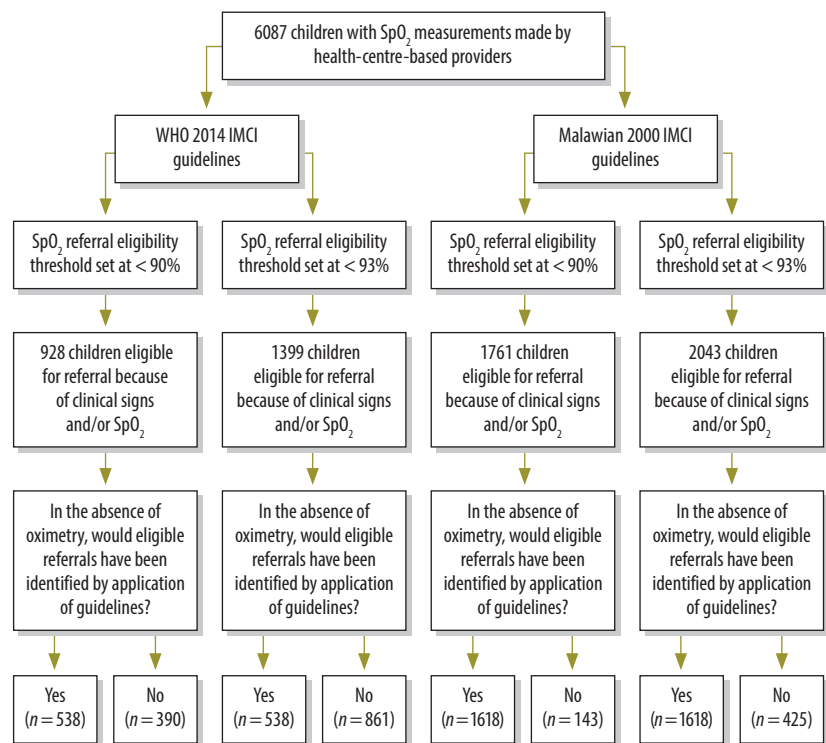 6087 children with SpO₂ measurements made by
health-centre-based providers
WHO 2014 IMCI
guidelines
Malawian 2000 IMCI
guidelines
SpO₂ referral eligibility
threshold set at < 90%
SpO₂ referral eligibility
threshold set at < 93%
SpO₂ referral eligibility
threshold set at < 90%
SpO₂ referral eligibility
threshold set at < 93%
928 children eligible
for referral because
of clinical signs
and/or SpO₂
1399 children
eligible for referral
because of clinical signs
and/or SpO₂
1761 children
eligible for referral
because of clinical signs
and/or SpO₂
2043 children
eligible for referral
because of clinical signs
and/or SpO₂
In the absence of
oximetry, would eligible
referrals have been
identified by application
of guidelines?
In the absence of
oximetry, would eligible
referrals have been
identified by application
of guidelines?
In the absence of
oximetry, would eligible
referrals have been
identified by application
of guidelines?
In the absence of
oximetry, would eligible
referrals have been
identified by application
of guidelines?
Yes
(n = 538)
No
(n = 390)
Yes
(n = 538)
No
(n = 861)
Yes
(n = 1618)
No
(n = 143)
Yes
(n = 1618)
No
(n = 425)